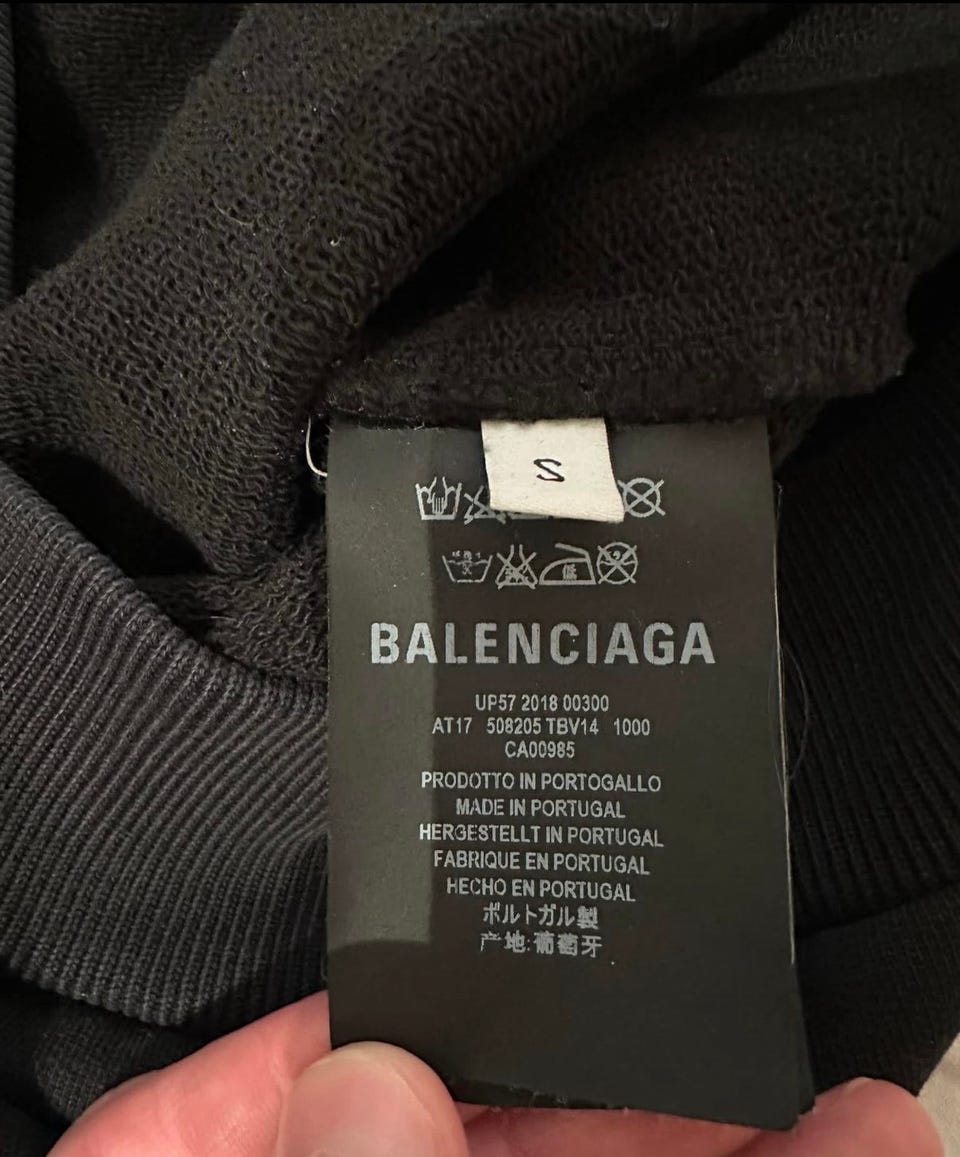 S
BALENCIAGA
UP57 2018 00300
AT17 508205 TBV14 1000
CA00985
PRODOTTO IN PORTOGALLO
MADE IN PORTUGAL
HERGESTELLT IN PORTUGAL
FABRIQUE EN PORTUGAL
HECHO EN PORTUGAL
ポルトガル製
产地:葡萄牙